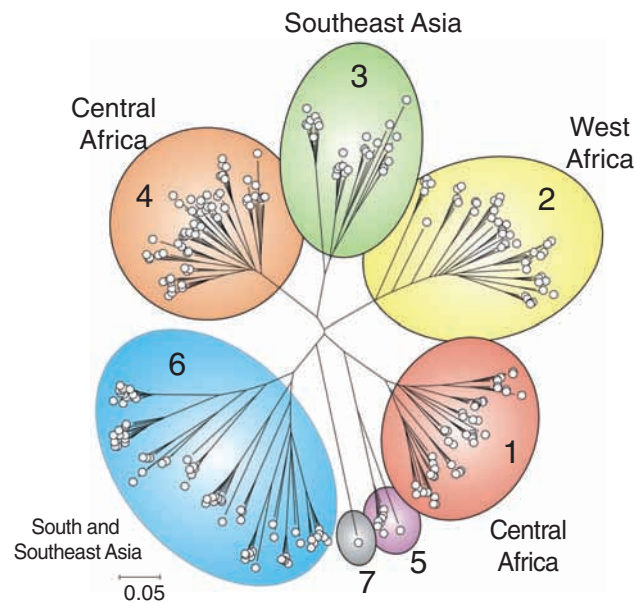 Southeast Asia
3
Central
Africa
4
West
Africa
2
6
1
South and
Southeast Asia
Central
Africa
5
7
0.05